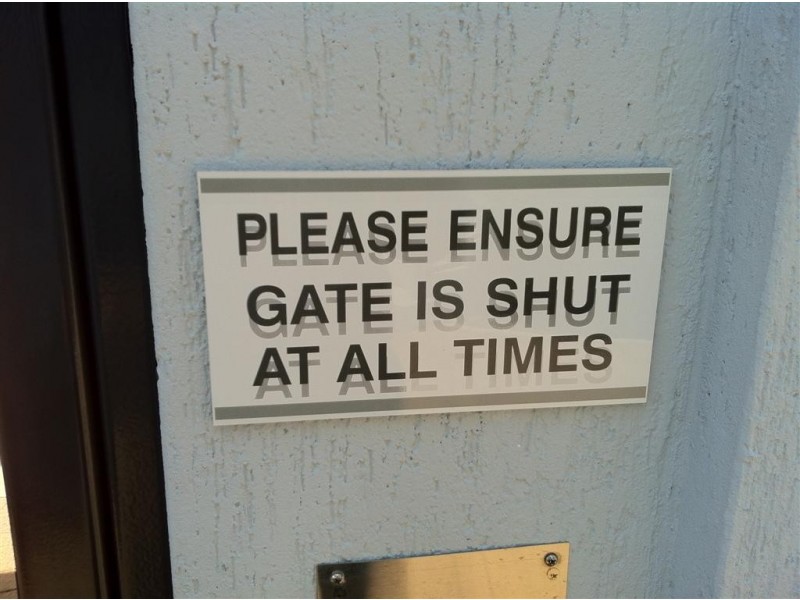 PLEASE ENSURE
GATE IS SHUT
AT ALL TIMES